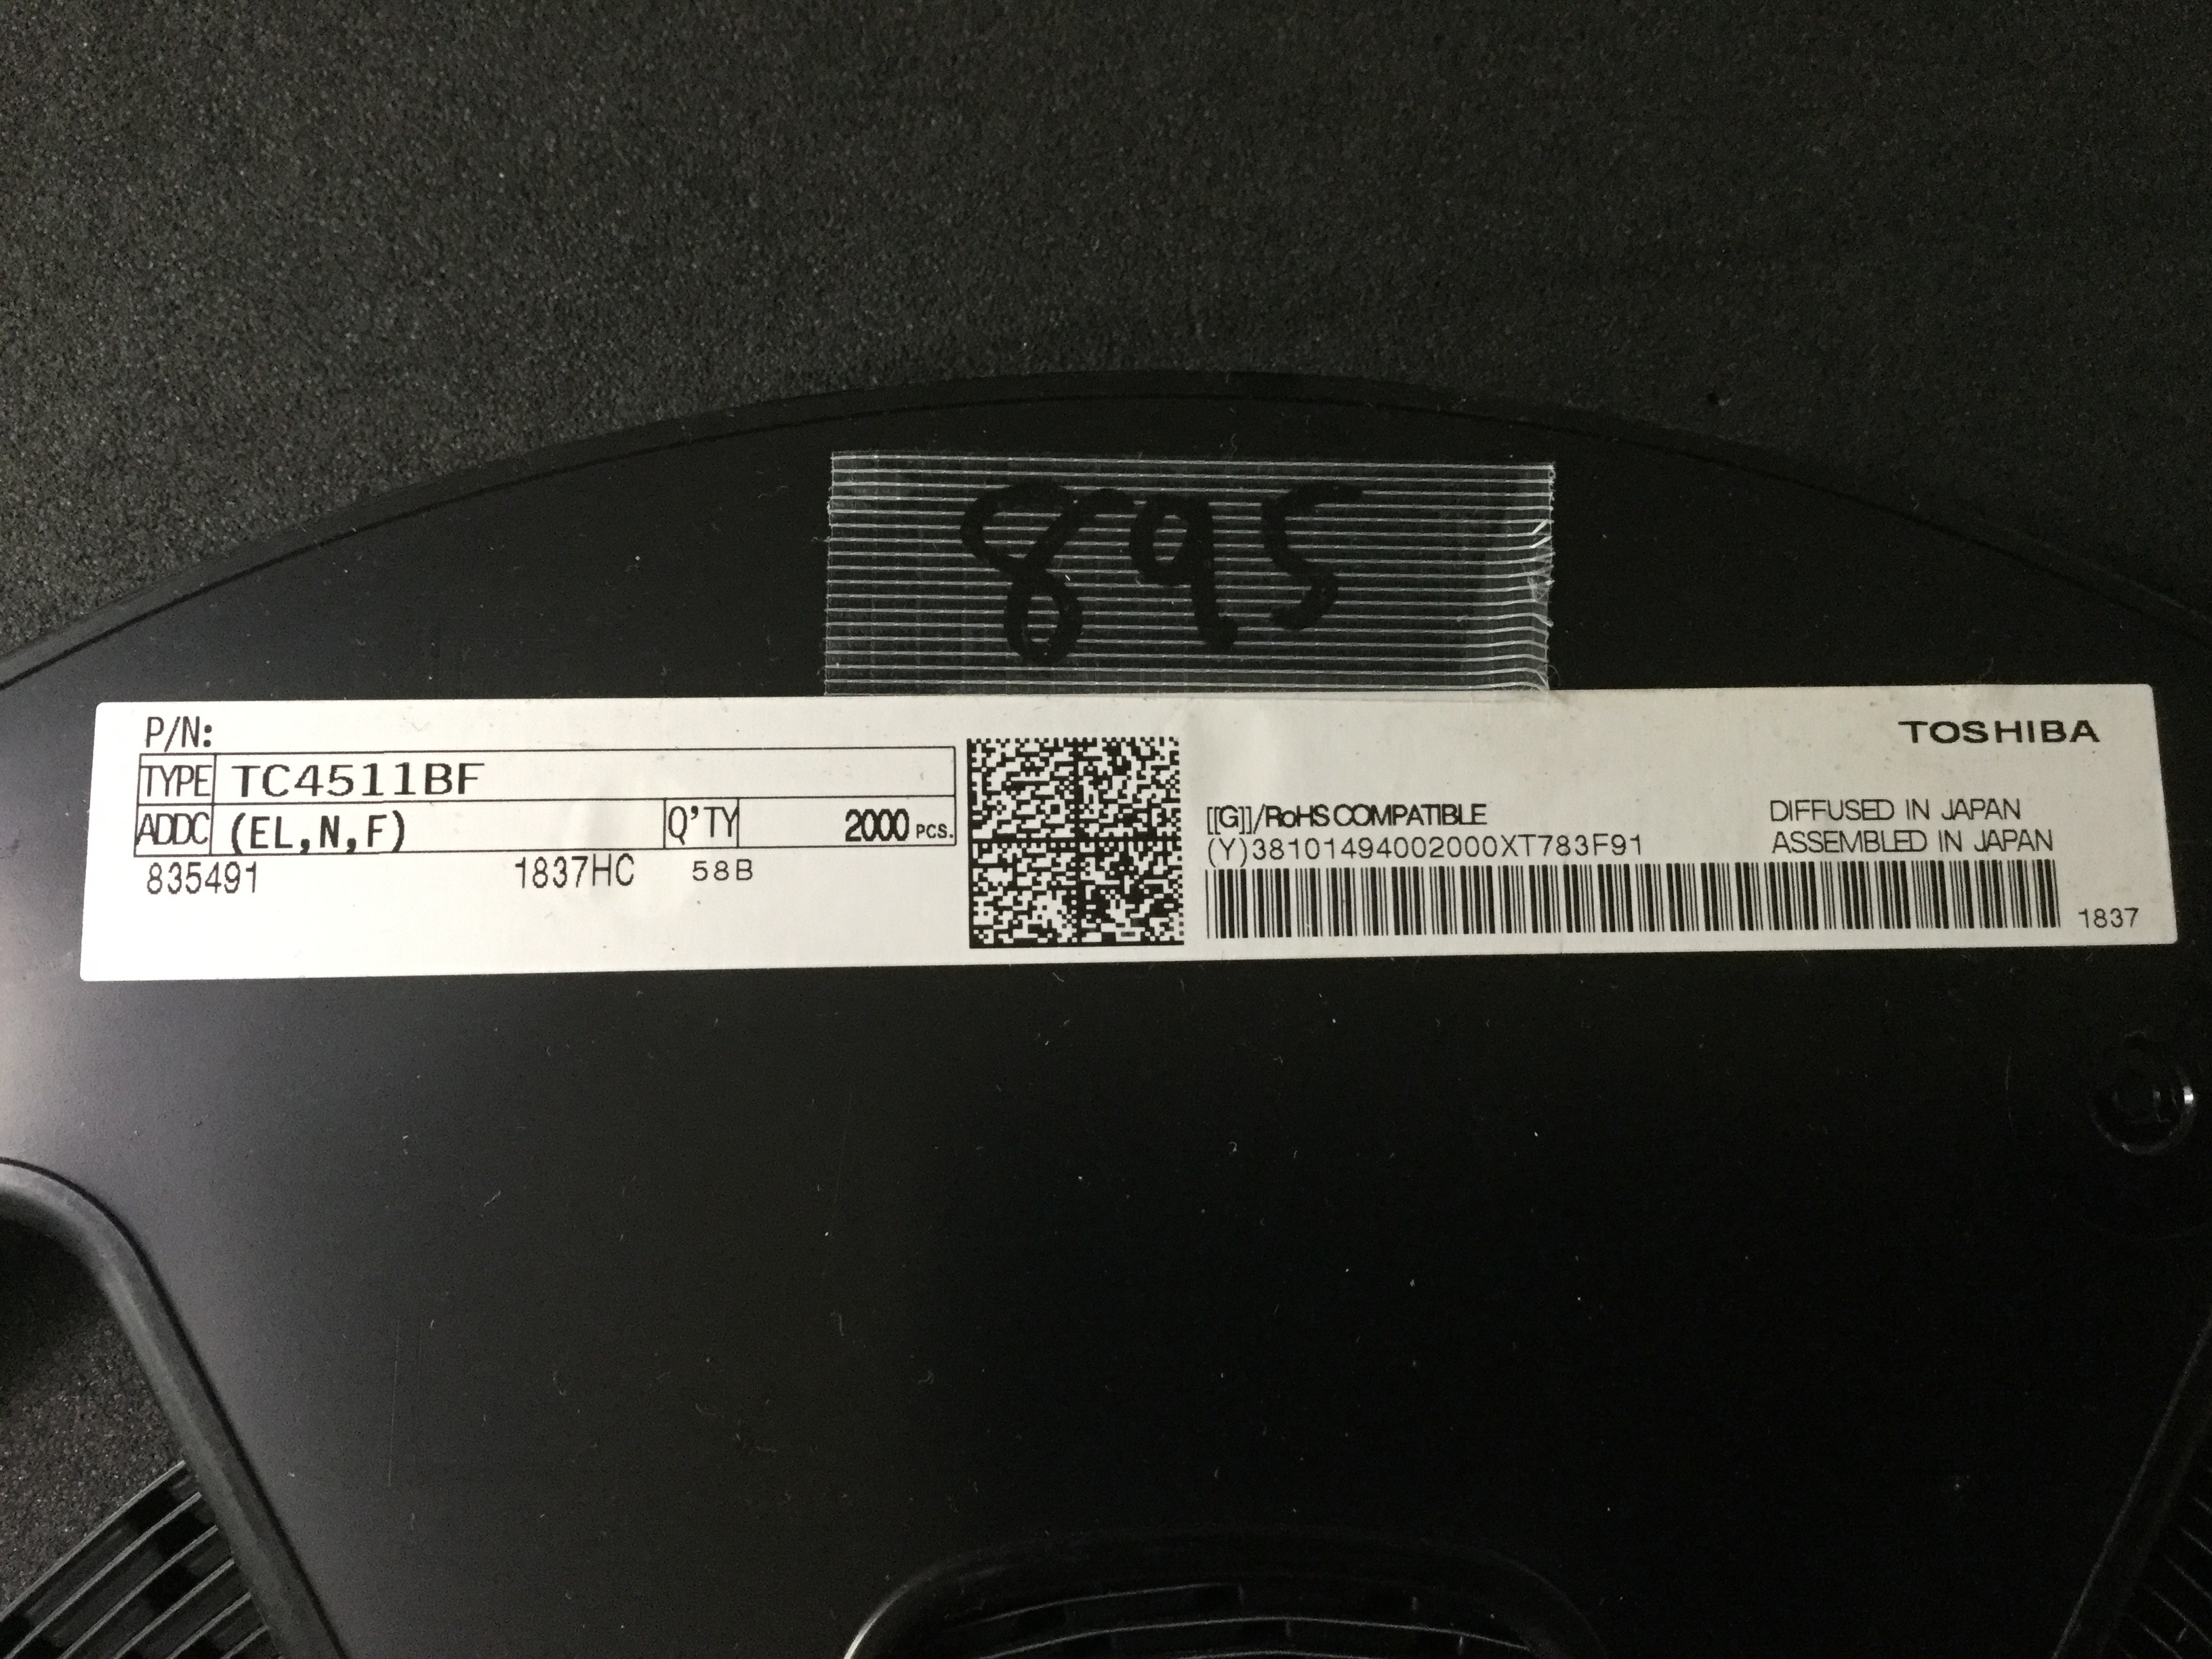 895
P/N:
TYPE TC4511BF
ADDC (EL,N,F) Q'TY 2000 PCS.
835491 1837HC 58B
TOSHIBA
[[G]]/RoHS COMPATIBLE DIFFUSED IN JAPAN
(Y)38101494002000XT783F91 ASSEMBLED IN JAPAN
1837